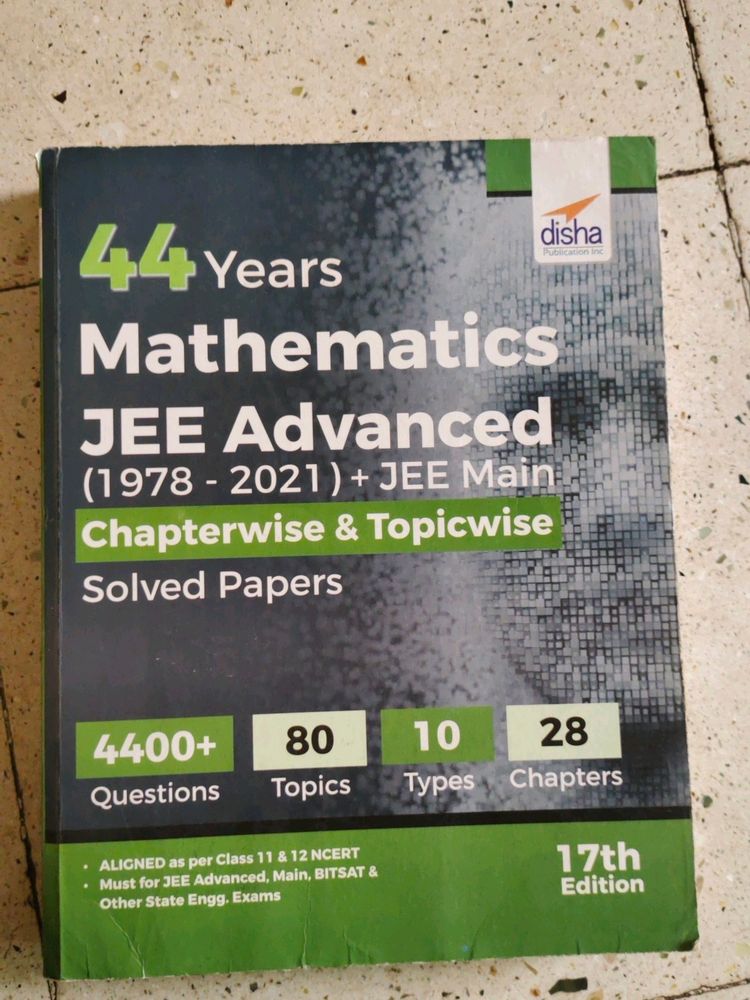 disha
Publication Inc
44 Years
Mathematics
JEE Advanced
(1978 - 2021) + JEE Main
Chapterwise & Topicwise
Solved Papers
4400+ 80 10 28
Questions Topics Types Chapters
• ALIGNED as per Class 11 & 12 NCERT
• Must for JEE Advanced, Main, BITSAT &
Other State Engg. Exams
17th
Edition